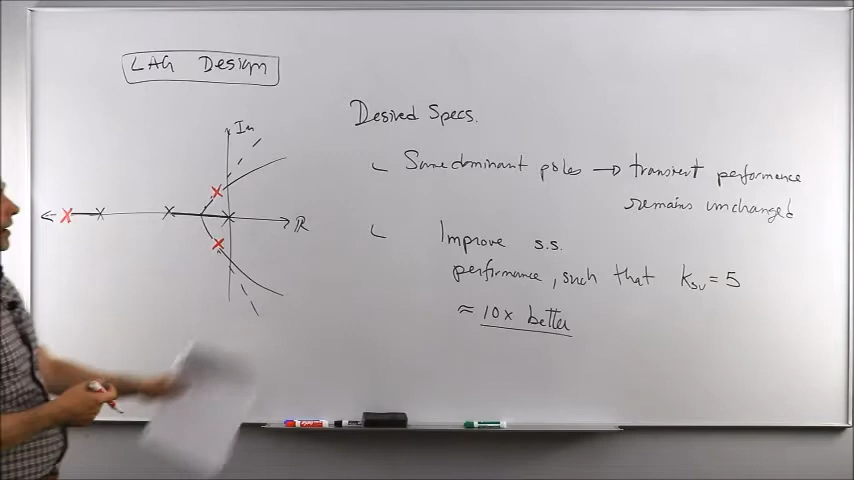 LAG Design
Im
R
Desired Specs.
Same dominant poles → transient performance
remains unchanged
Improve s.s.
performance, such that ksv = 5
≈ 10x better